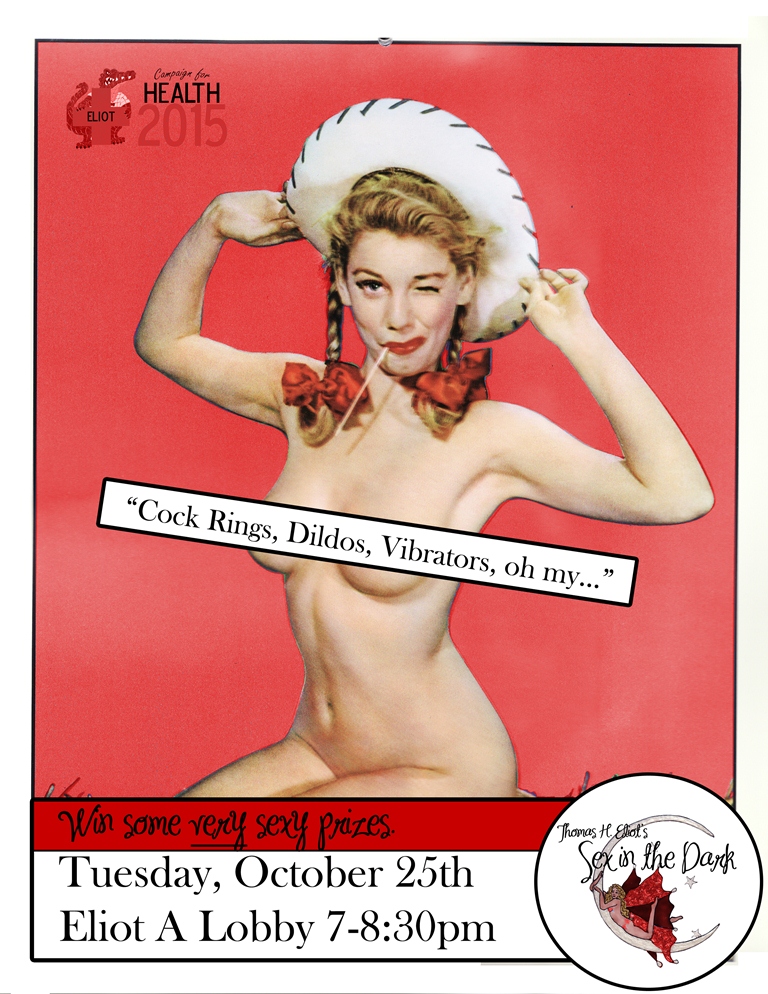 Campaign for
HEALTH
ELIOT
2015
"Cock Rings, Dildos, Vibrators, oh my..."
Win some very sexy prizes.
Tuesday, October 25th
Eliot A Lobby 7-8:30pm
Thomas H. Eliot's
Sex in the Dark